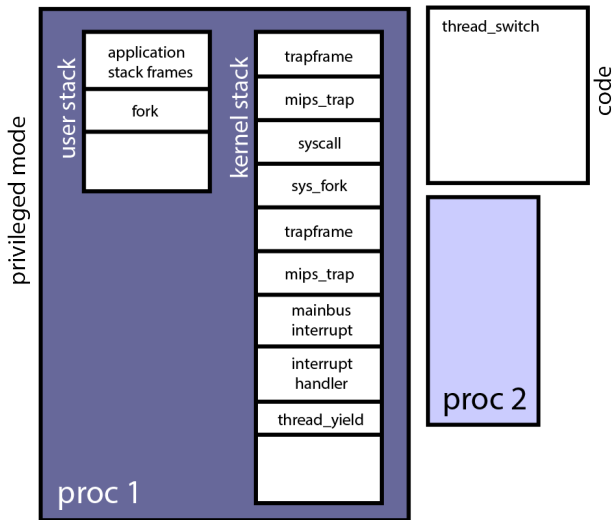 privileged mode
user stack
application
stack frames
fork
kernel stack
trapframe
mips_trap
syscall
sys_fork
trapframe
mips_trap
mainbus
interrupt
interrupt
handler
thread_yield
proc 1
thread_switch
code
proc 2